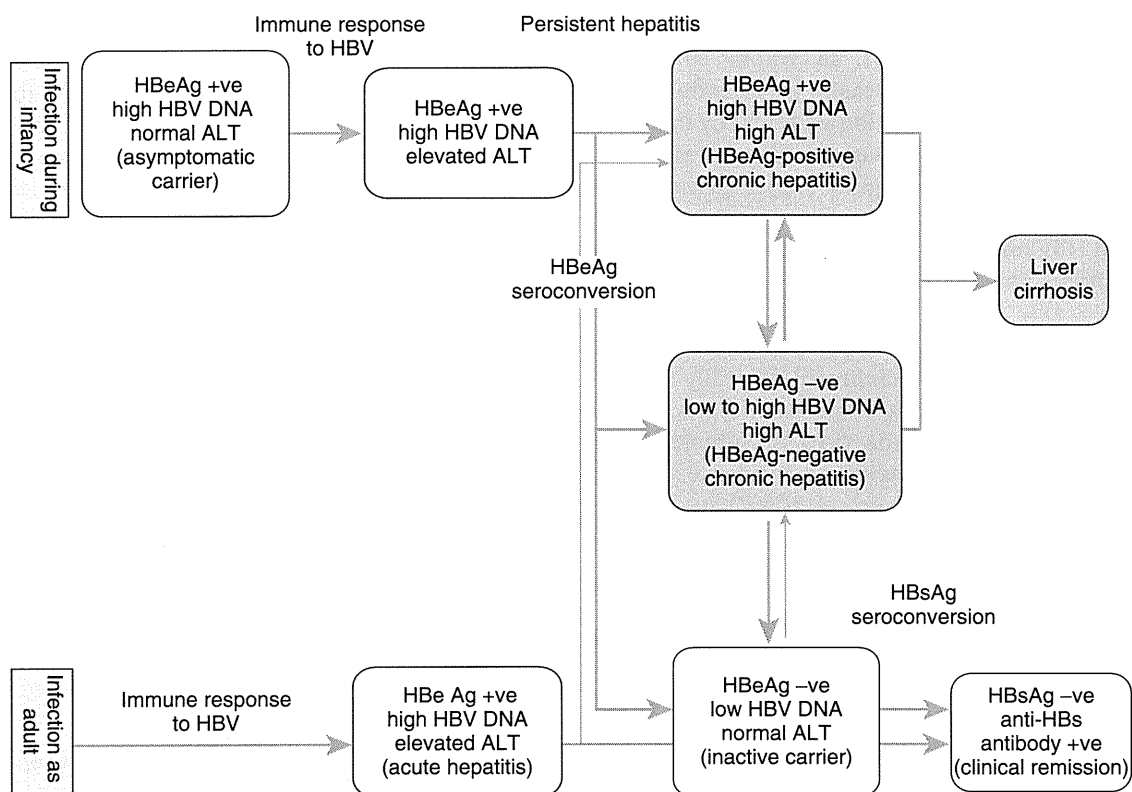 Immune response
to HBV
Persistent hepatitis
Infection during
infancy
HBeAg +ve
high HBV DNA
normal ALT
(asymptomatic
carrier)
HBeAg +ve
high HBV DNA
elevated ALT
HBeAg +ve
high HBV DNA
high ALT
(HBeAg-positive
chronic hepatitis)
HBeAg
seroconversion
Liver
cirrhosis
HBeAg –ve
low to high HBV DNA
high ALT
(HBeAg-negative
chronic hepatitis)
HBsAg
seroconversion
Infection as
adult
Immune response
to HBV
HBe Ag +ve
high HBV DNA
elevated ALT
(acute hepatitis)
HBeAg –ve
low HBV DNA
normal ALT
(inactive carrier)
HBsAg –ve
anti-HBs
antibody +ve
(clinical remission)